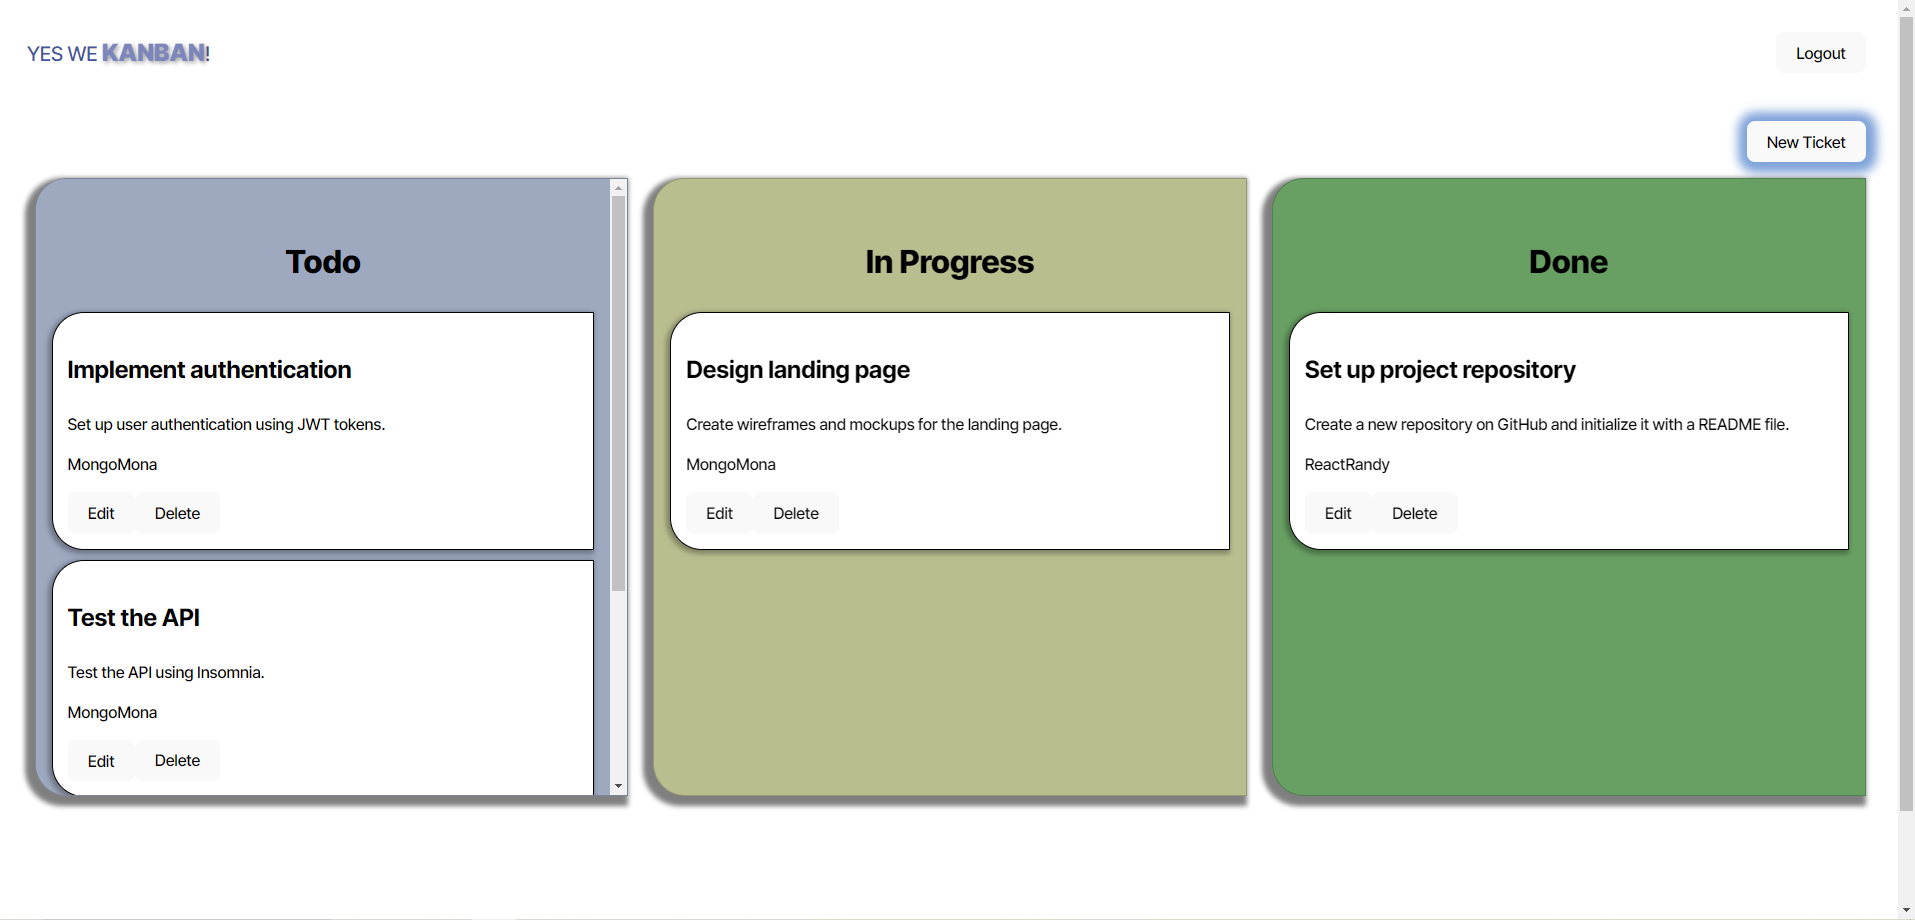 YES WE KANBAN!
Logout
New Ticket
Todo
Implement authentication
Set up user authentication using JWT tokens.
MongoMona
Edit
Delete
Test the API
Test the API using Insomnia.
MongoMona
Edit
Delete
In Progress
Design landing page
Create wireframes and mockups for the landing page.
MongoMona
Edit
Delete
Done
Set up project repository
Create a new repository on GitHub and initialize it with a README file.
ReactRandy
Edit
Delete